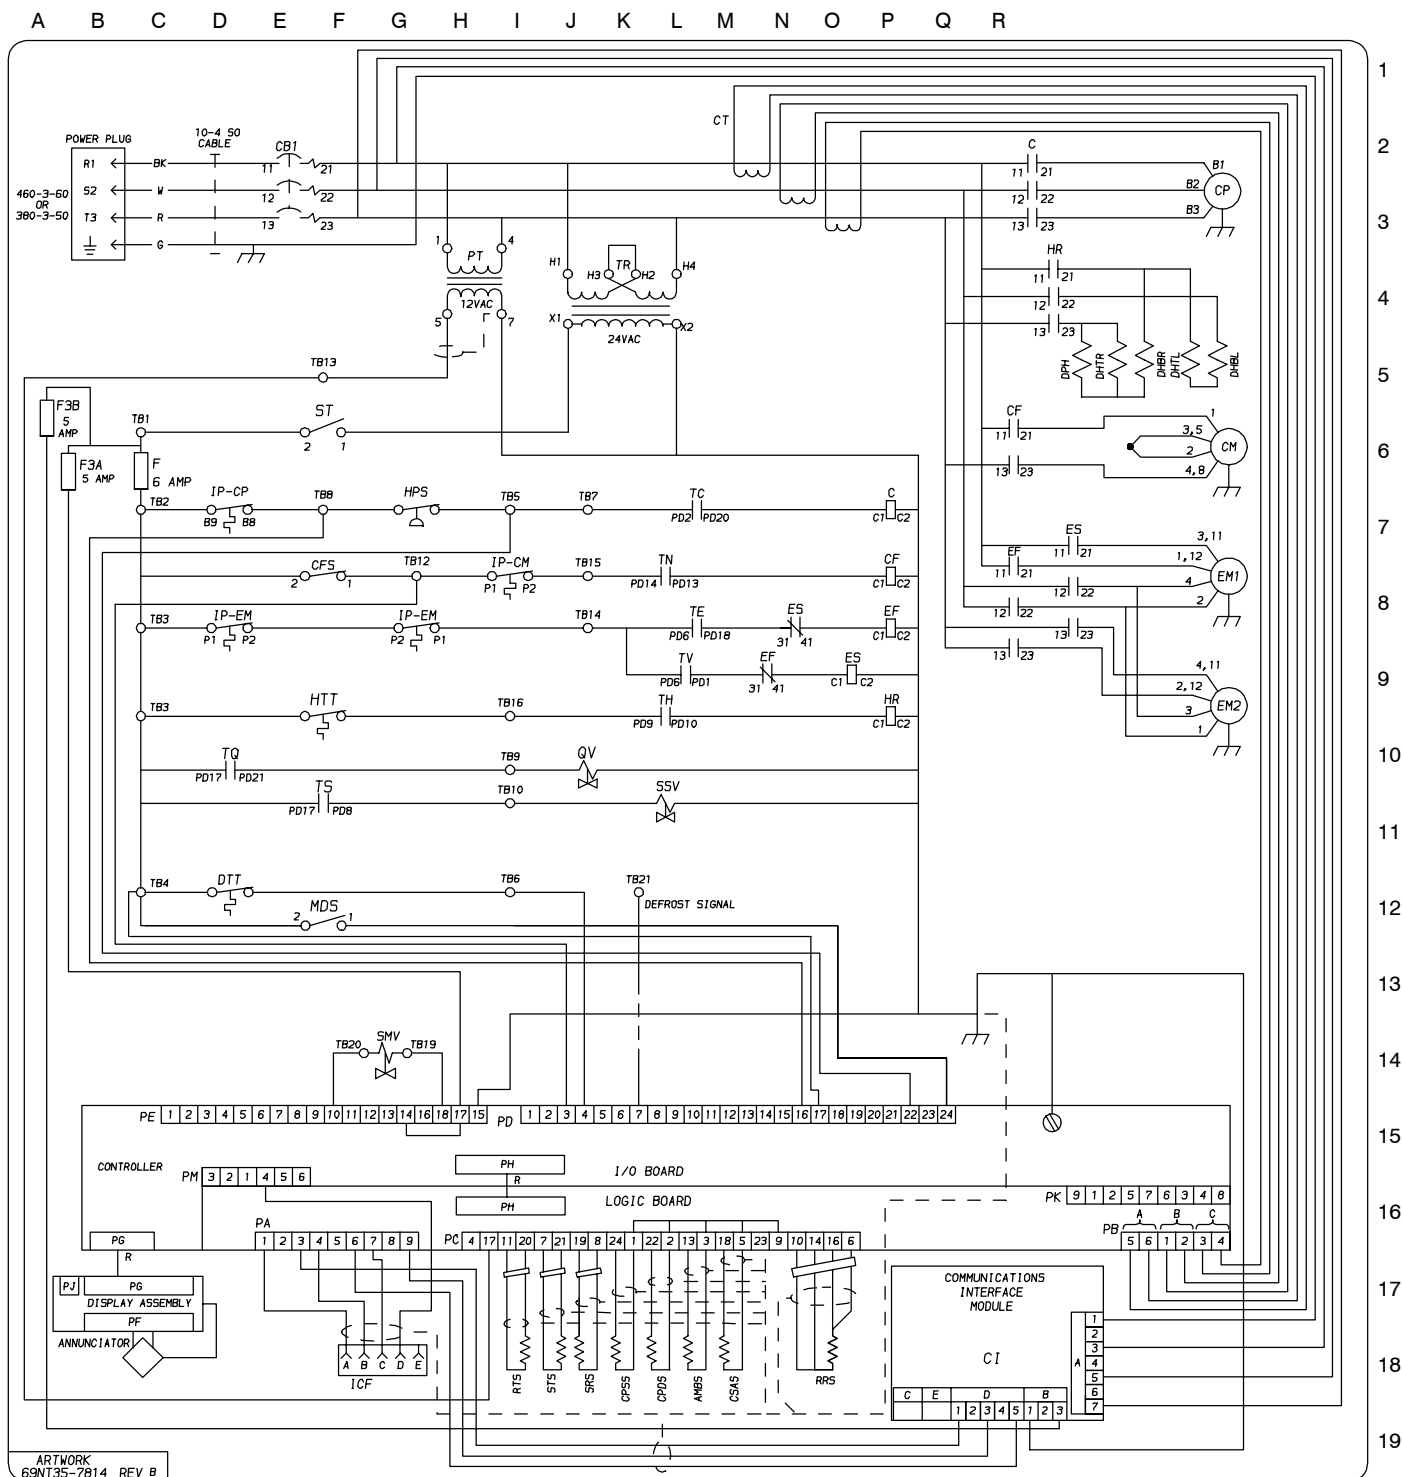 A B C D E F G H I J K L M N O P Q R
1
2
3
4
5
6
7
8
9
10
11
12
13
14
15
16
17
18
19
POWER PLUG
10-4 SO
CABLE
460-3-60
OR
380-3-50
R1 BK
S2 W
T3 R
G
CB1
11 21
12 22
13 23
CT
C
11 21
12 22
13 23
B1
B2
B3
CP
1 4
PT
12VAC
5 7
H1 H3 TR H2 H4
X1 X2
24VAC
HR
11 21
12 22
13 23
DPH DHTR DHBR DHTL DHBL
TB13
F3B
5
AMP
TB1
ST
2 1
F3A
5 AMP
F
6 AMP
CF
11 21
13 23
1
3,5
2
4,8
CM
TB2 IP-CP B9 B8 TB8 HPS TB5 TB7 TC PD2 PD20 C C1 C2
CFS 2 1 TB12 IP-CM P1 P2 TB15 TN PD14 PD13 CF C1 C2
TB3 IP-EM P1 P2 IP-EM P2 P1 TB14 TE PD6 PD18 ES 31 41 EF C1 C2
TV PD6 PD1 EF 31 41 ES C1 C2
TB3 HTT TB16 TH PD9 PD10 HR C1 C2
ES
11 21
12 22
13 23
EF
11 21
12 22
13 23
3,11
1,12
4
2
EM1
4,11
2,12
3
1
EM2
TQ PD17 PD21 TB9 QV
TS PD17 PD8 TB10 SSV
TB4 DTT TB6 TB21
DEFROST SIGNAL
MDS
2 1
TB20 SMV TB19
PE 1 2 3 4 5 6 7 8 9 10 11 12 13 14 16 18 17 15
PD 1 2 3 4 5 6 7 8 9 10 11 12 13 14 15 16 17 18 19 20 21 22 23 24
CONTROLLER
PM 3 2 1 4 5 6
PH
R
PH
I/O BOARD
LOGIC BOARD
PK 9 1 2 5 7 6 3 4 8
A B C
PB 5 6 1 2 3 4
PG
R
PA
1 2 3 4 5 6 7 8 9
PC 4 17 11 20 7 21 19 8 24 1 22 2 13 3 18 5 23 9 10 14 16 6
PJ PG
DISPLAY ASSEMBLY
PF
ANNUNCIATOR
A B C D E
ICF
RTS STS SRS CPSS CPDS AMBS CSAS RRS
COMMUNICATIONS
INTERFACE
MODULE
CI
A
1
2
3
4
5
6
7
C E D B
1 2 3 4 5 1 2 3
ARTWORK
69NT35-7814 REV B